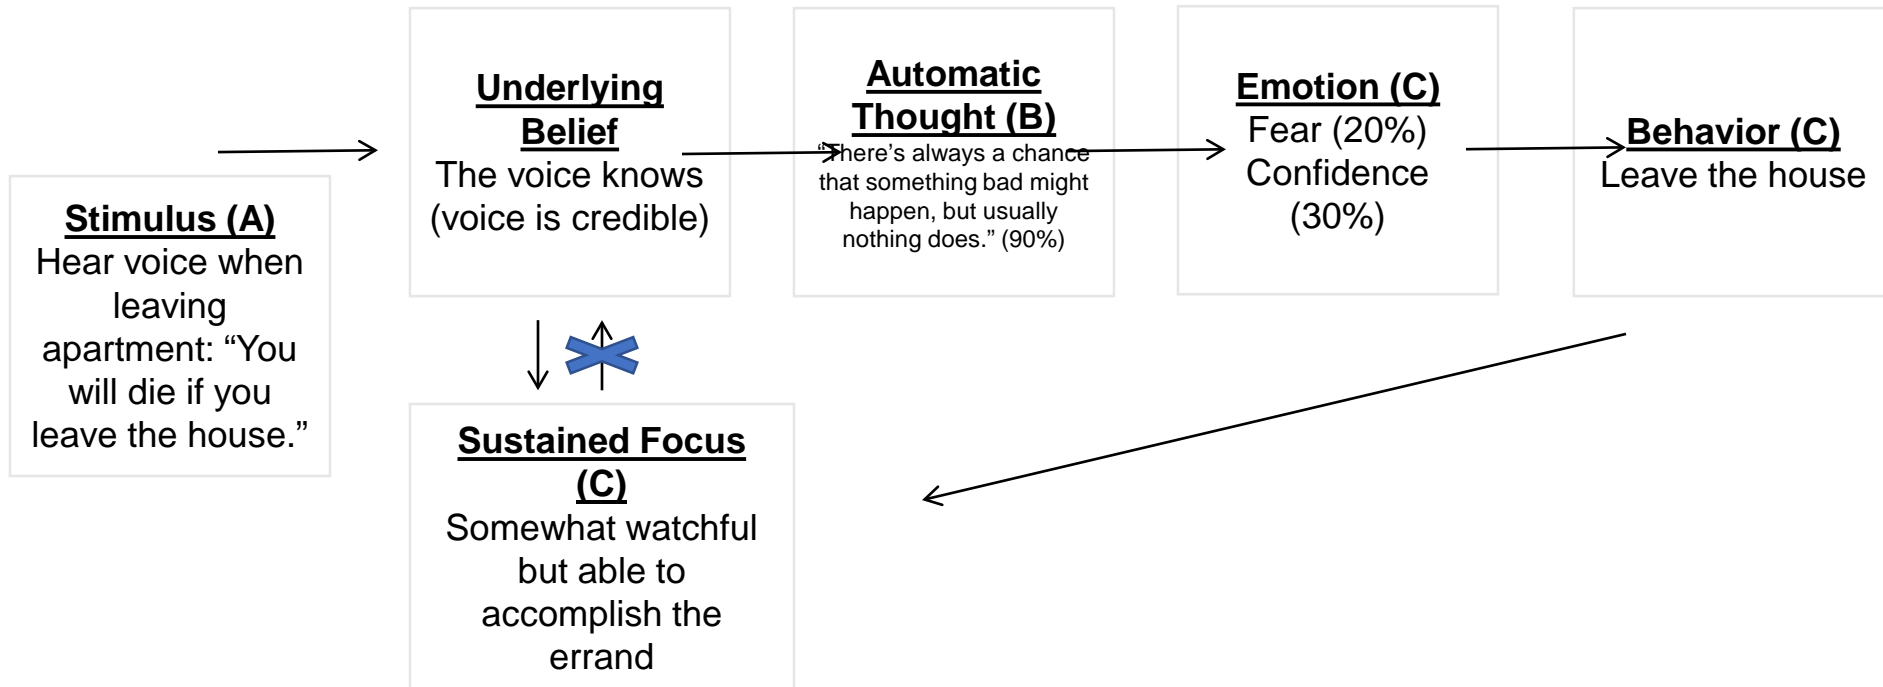 Stimulus (A)
Hear voice when
leaving
apartment: “You
will die if you
leave the house.”
Underlying
Belief
The voice knows
(voice is credible)
Automatic
Thought (B)
“There’s always a chance
that something bad might
happen, but usually
nothing does.” (90%)
Emotion (C)
Fear (20%)
Confidence
(30%)
Behavior (C)
Leave the house
Sustained Focus
(C)
Somewhat watchful
but able to
accomplish the
errand